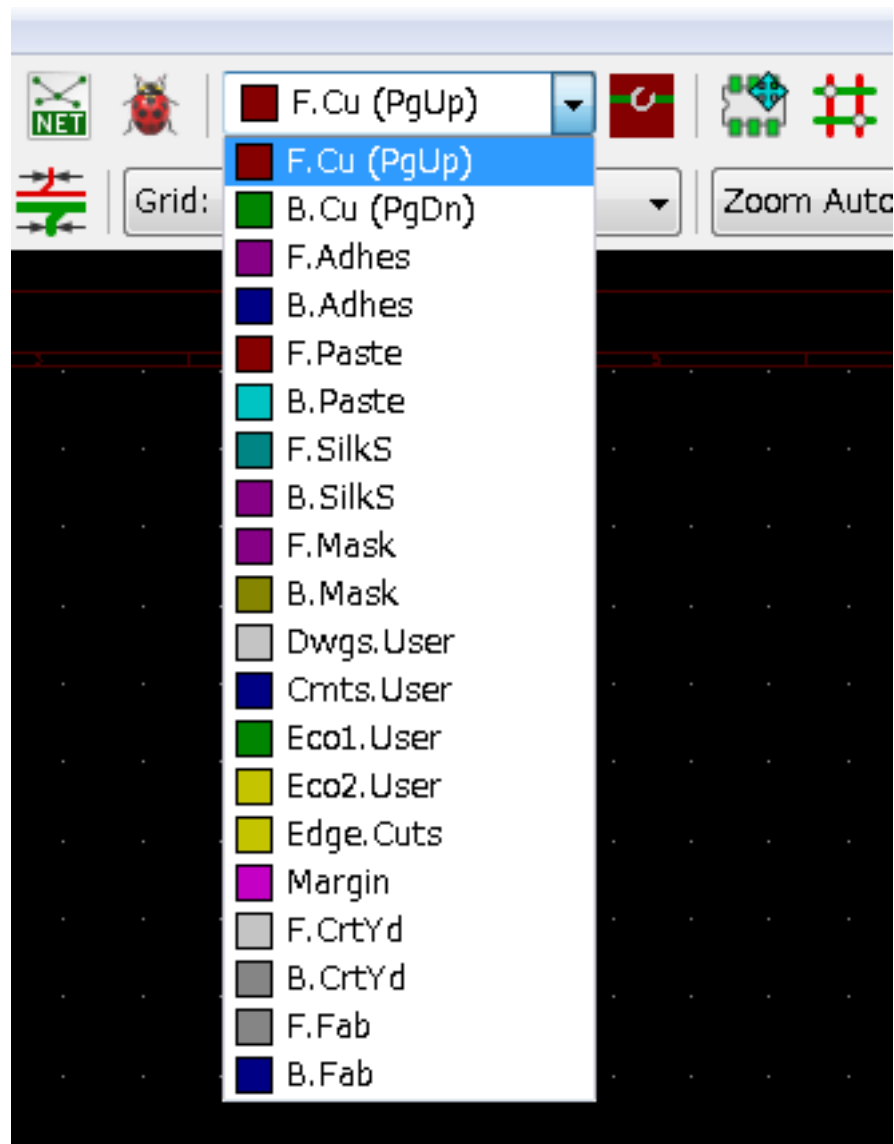 NET
F.Cu (PgUp)
F.Cu (PgUp)
Grid:
Zoom Auto
B.Cu (PgDn)
F.Adhes
B.Adhes
F.Paste
B.Paste
F.SilkS
B.SilkS
F.Mask
B.Mask
Dwgs.User
Cmts.User
Eco1.User
Eco2.User
Edge.Cuts
Margin
F.CrtYd
B.CrtYd
F.Fab
B.Fab